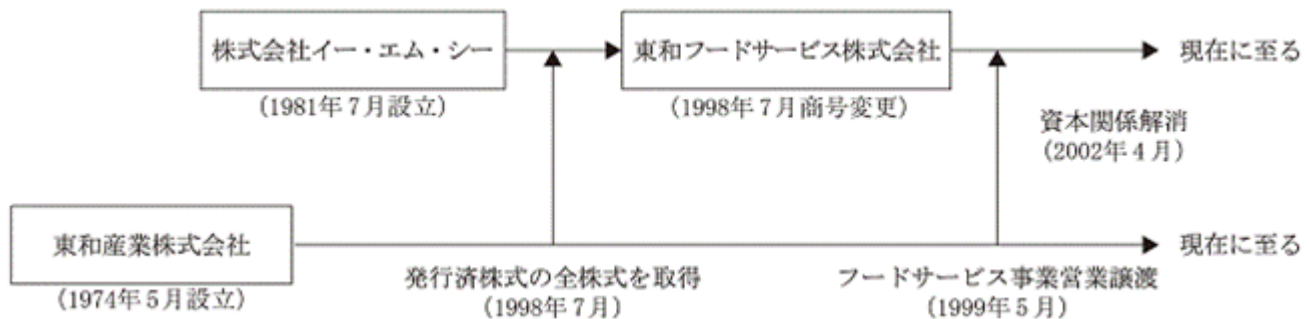 株式会社イー・エム・シー
東和フードサービス株式会社
現在に至る
(1981年7月設立)
(1998年7月商号変更)
資本関係解消
(2002年4月)
東和産業株式会社
現在に至る
(1974年5月設立)
発行済株式の全株式を取得
(1998年7月)
フードサービス事業営業譲渡
(1999年5月)